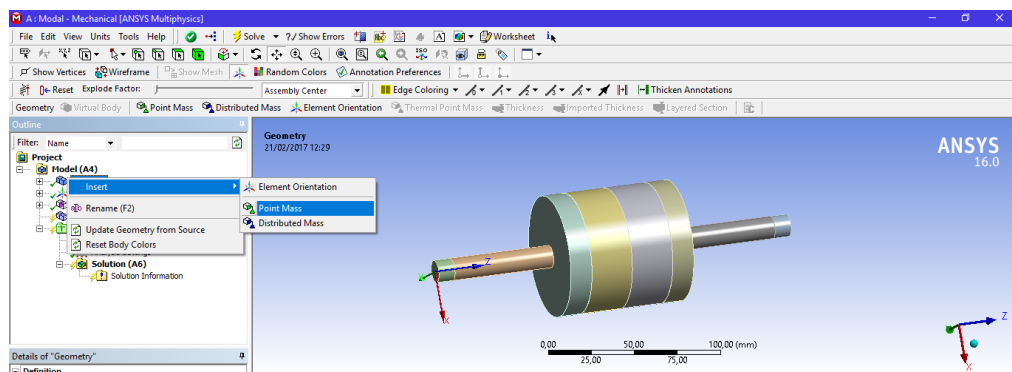 A : Modal - Mechanical [ANSYS Multiphysics]
File Edit View Units Tools Help Solve ?✓ Show Errors A Worksheet
Show Vertices Wireframe Show Mesh Random Colors Annotation Preferences
Reset Explode Factor: Assembly Center Edge Coloring Thicken Annotations
Geometry Virtual Body Point Mass Distributed Mass Element Orientation Thermal Point Mass Thickness Imported Thickness Layered Section
Outline
Filter: Name
Project
Model (A4)
Insert
Rename (F2)
Update Geometry from Source
Reset Body Colors
Element Orientation
Point Mass
Distributed Mass
Solution (A6)
Solution Information
Details of "Geometry"
Definition
Geometry
21/02/2017 12:29
ANSYS
16.0
Z
X
0,00 50,00 100,00 (mm)
25,00 75,00
Z
X